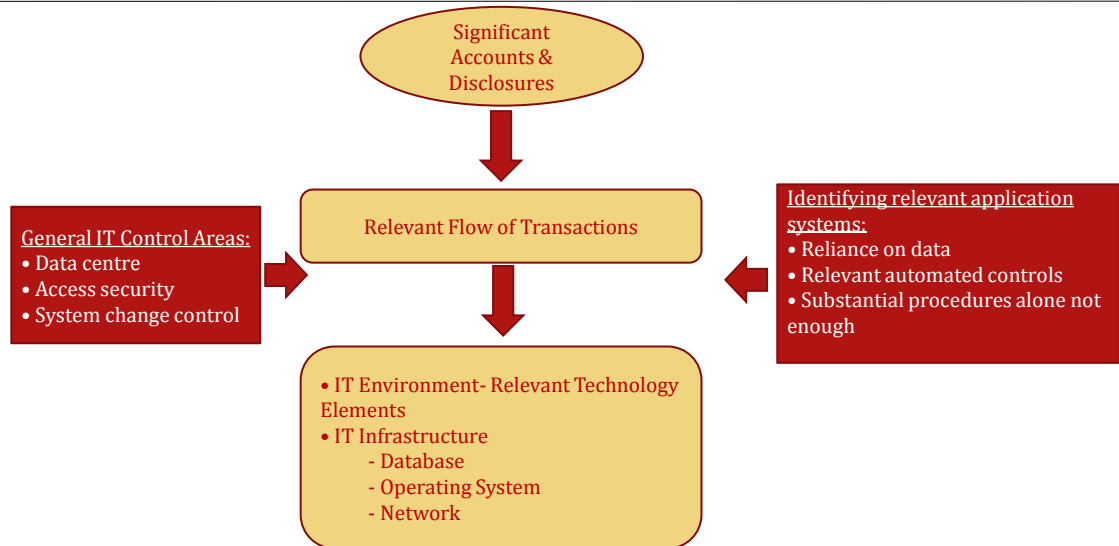 Significant
Accounts &
Disclosures
Relevant Flow of Transactions
General IT Control Areas:
• Data centre
• Access security
• System change control
Identifying relevant application
systems:
• Reliance on data
• Relevant automated controls
• Substantial procedures alone not
enough
• IT Environment- Relevant Technology
Elements
• IT Infrastructure
- Database
- Operating System
- Network